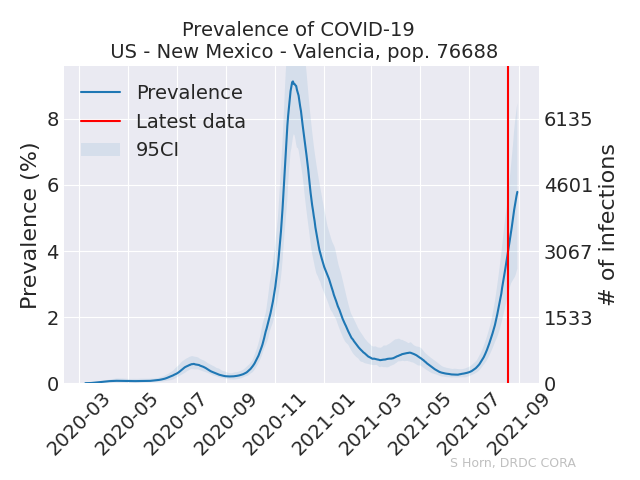 Prevalence of COVID-19
US - New Mexico - Valencia, pop. 76688
Prevalence
Latest data
95CI
Prevalence (%)
8
6
4
2
0
6135
4601
3067
1533
0
# of infections
2020-03
2020-05
2020-07
2020-09
2020-11
2021-01
2021-03
2021-05
2021-07
2021-09
S Horn, DRDC CORA